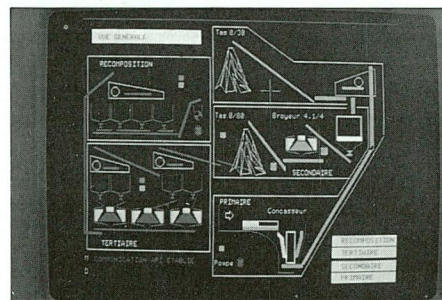 VUE GENERALE
RECOMPOSITION
TERTIAIRE
Tas 0/30
Tas 0/80
Broyeur 4.1/4
SECONDAIRE
PRIMAIRE
Concasseur
Pompe
RECOMPOSITION
TERTIAIRE
SECONDAIRE
PRIMAIRE
M COMMUNICATION API ETABLIE
D